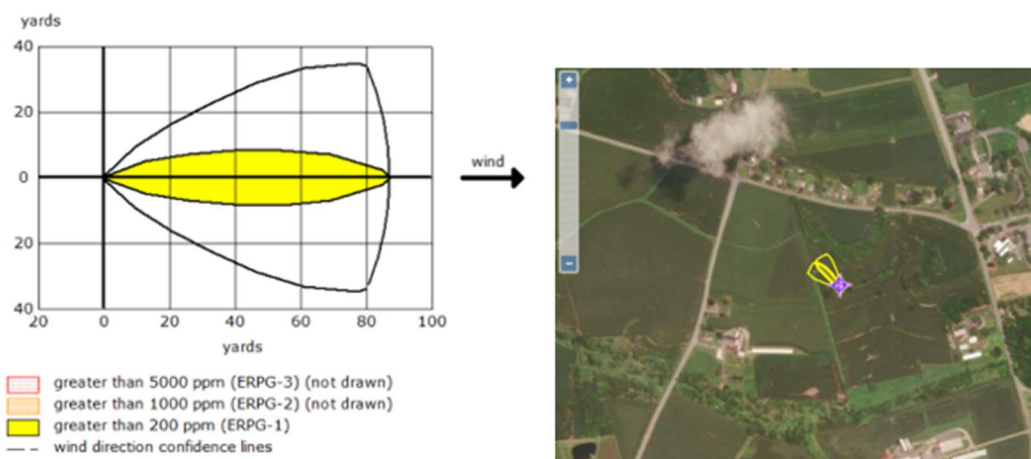 yards
40
20
0
20
40
20 0 20 40 60 80 100
yards
greater than 5000 ppm (ERPG-3) (not drawn)
greater than 1000 ppm (ERPG-2) (not drawn)
greater than 200 ppm (ERPG-1)
wind direction confidence lines
wind
+
−